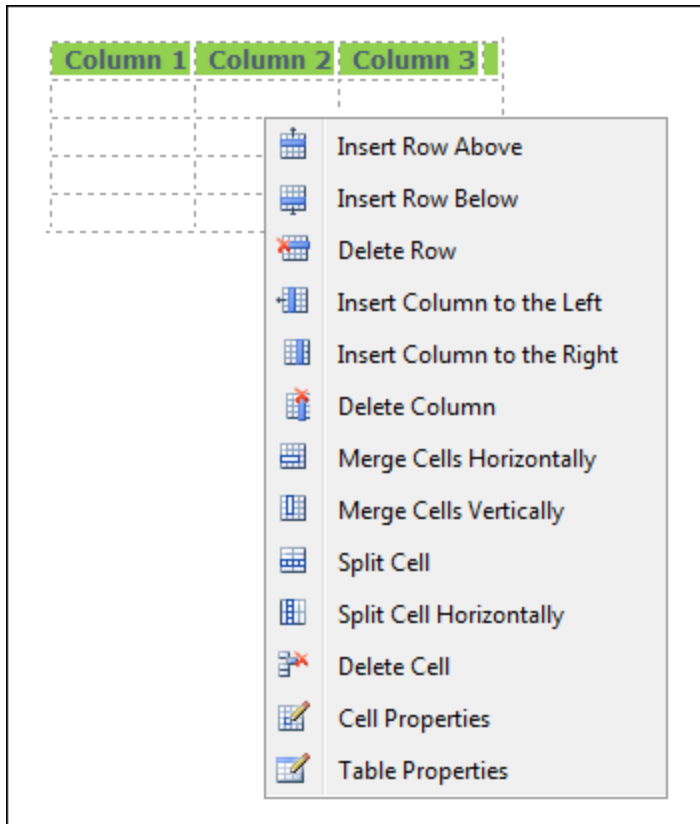 Column 1 Column 2 Column 3
Insert Row Above
Insert Row Below
Delete Row
Insert Column to the Left
Insert Column to the Right
Delete Column
Merge Cells Horizontally
Merge Cells Vertically
Split Cell
Split Cell Horizontally
Delete Cell
Cell Properties
Table Properties